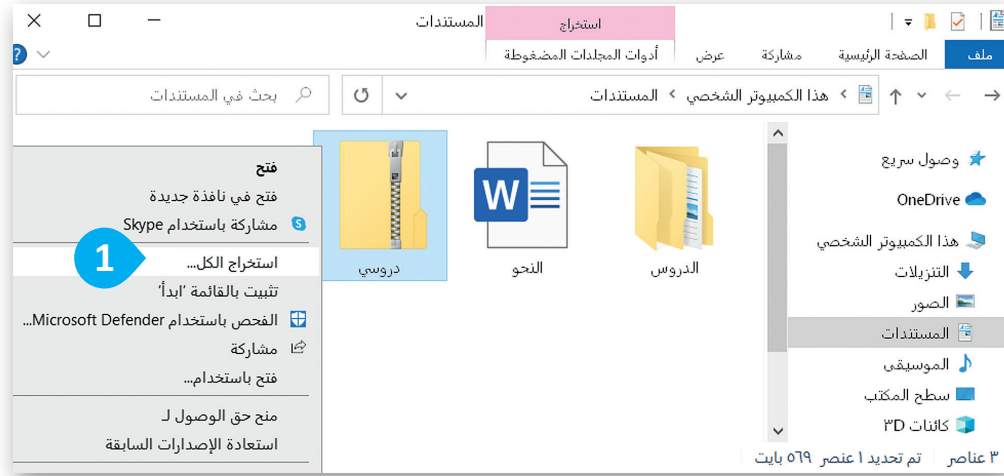 استخراج
المستندات
ملف
الصفحة الرئيسية
مشاركة
عرض
أدوات المجلدات المضغوطة
?
هذا الكمبيوتر الشخصي
المستندات
بحث في المستندات
وصول سريع
OneDrive
هذا الكمبيوتر الشخصي
التنزيلات
الصور
المستندات
الموسيقى
سطح المكتب
كائنات ٣D
الدروس
W
النحو
دروسي
فتح
فتح في نافذة جديدة
S
مشاركة باستخدام Skype
استخراج الكل...
1
تثبيت بالقائمة 'ابدأ'
الفحص باستخدام Microsoft Defender...
مشاركة
فتح باستخدام...
منح حق الوصول لـ
استعادة الإصدارات السابقة
٣ عناصر
تم تحديد ١ عنصر ٥٦٩ بايت